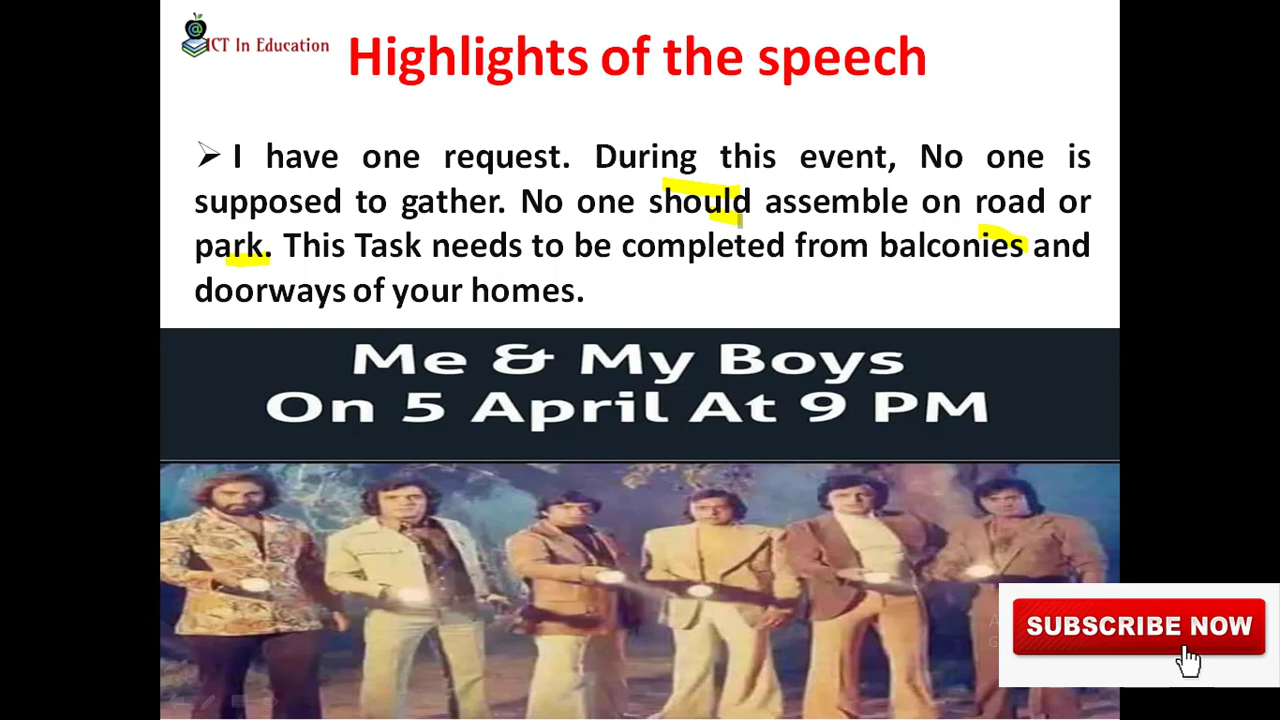 ICT In Education
Highlights of the speech
➢ I have one request. During this event, No one is
supposed to gather. No one should assemble on road or
park. This Task needs to be completed from balconies and
doorways of your homes.
Me & My Boys
On 5 April At 9 PM
SUBSCRIBE NOW